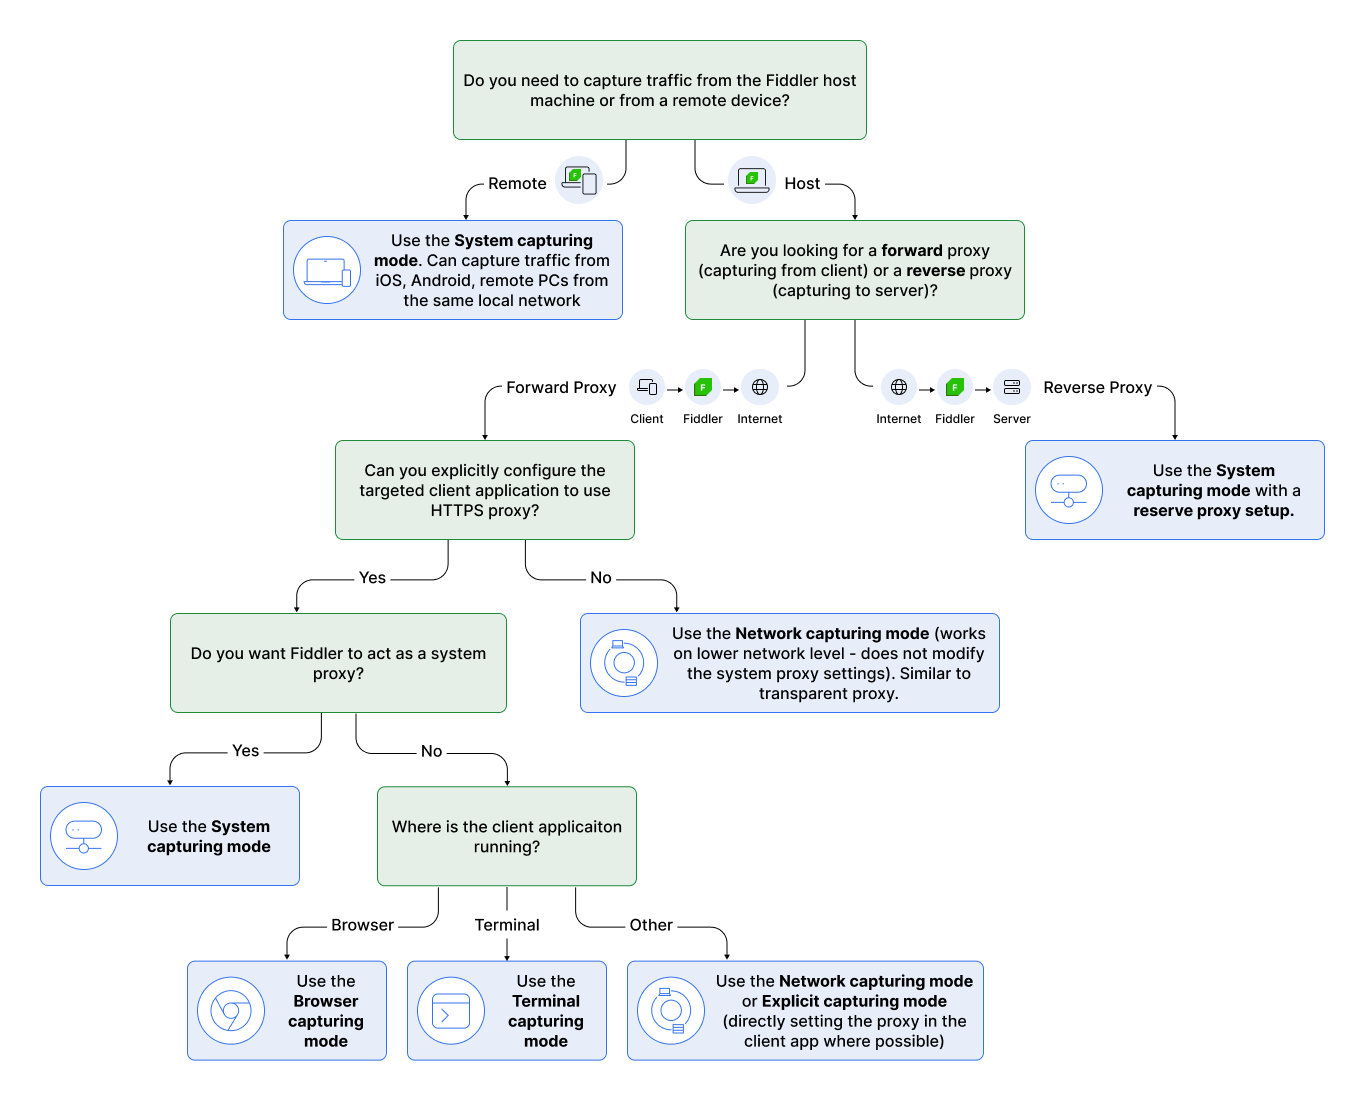 Do you need to capture traffic from the Fiddler host
machine or from a remote device?
Remote
Host
Use the System capturing
mode. Can capture traffic from
iOS, Android, remote PCs from
the same local network
Are you looking for a forward proxy
(capturing from client) or a reverse proxy
(capturing to server)?
Forward Proxy
Client
Fiddler
Internet
Internet
Fiddler
Server
Reverse Proxy
Can you explicitly configure the
targeted client application to use
HTTPS proxy?
Use the System
capturing mode with a
reserve proxy setup.
Yes
No
Do you want Fiddler to act as a system
proxy?
Use the Network capturing mode (works
on lower network level - does not modify
the system proxy settings). Similar to
transparent proxy.
Yes
No
Use the System
capturing mode
Where is the client applicaiton
running?
Browser
Terminal
Other
Use the
Browser
capturing
mode
Use the
Terminal
capturing
mode
Use the Network capturing mode
or Explicit capturing mode
(directly setting the proxy in the
client app where possible)